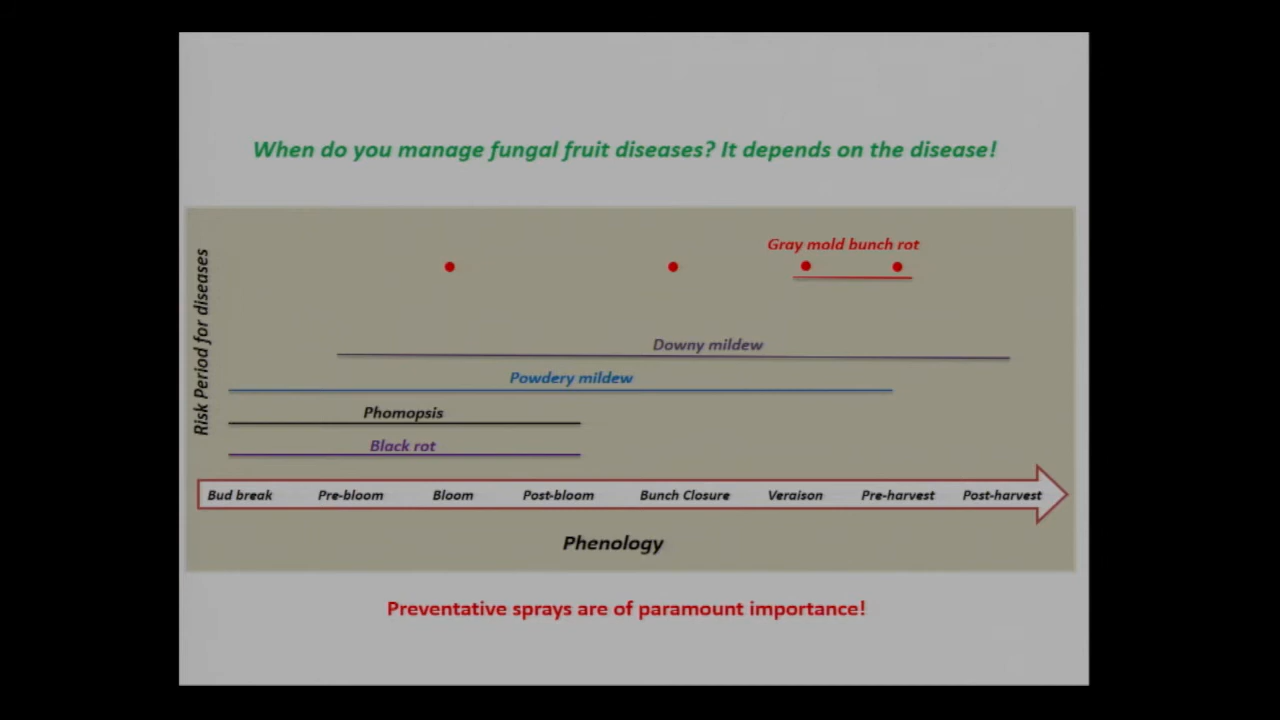 When do you manage fungal fruit diseases? It depends on the disease!
Risk Period for diseases
Gray mold bunch rot
Downy mildew
Powdery mildew
Phomopsis
Black rot
Bud break Pre-bloom Bloom Post-bloom Bunch Closure Veraison Pre-harvest Post-harvest
Phenology
Preventative sprays are of paramount importance!